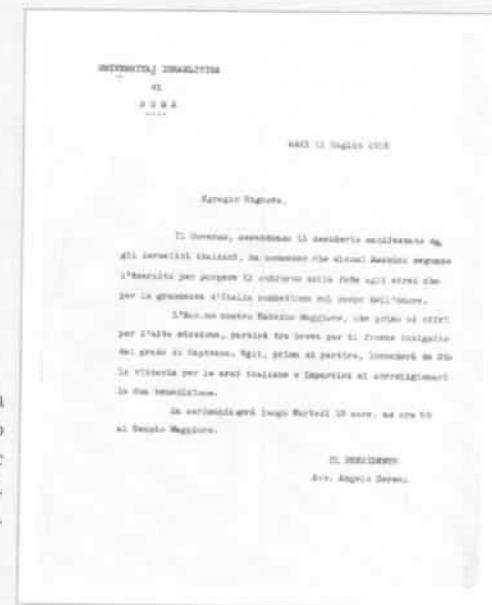 UNIVERSITA' ISRAELITICA
DI
ROMA
Addì 11 luglio 1915
Egregio Signore,
Il Governo, secondando il desiderio manifestato da
gli israeliti italiani, ha concesso che alcuni Rabbini seguano
l'Esercito per porgere il conforto della fede agli eroi che
per la grandezza d'Italia combattono sul campo dell'onore.
L'Ecc.mo nostro Rabbino Maggiore, che primo si offrì
per l'alta missione, partirà tra breve per il fronte insignito
del grado di Capitano. Egli, prima di partire, invocherà da Dio
la vittoria per le armi italiane e impartirà ai correligionari
la sua benedizione.
La cerimonia avrà luogo Martedì 13 corr. ad ore
al Tempio Maggiore.
IL PRESIDENTE
Avv. Angelo Sereni